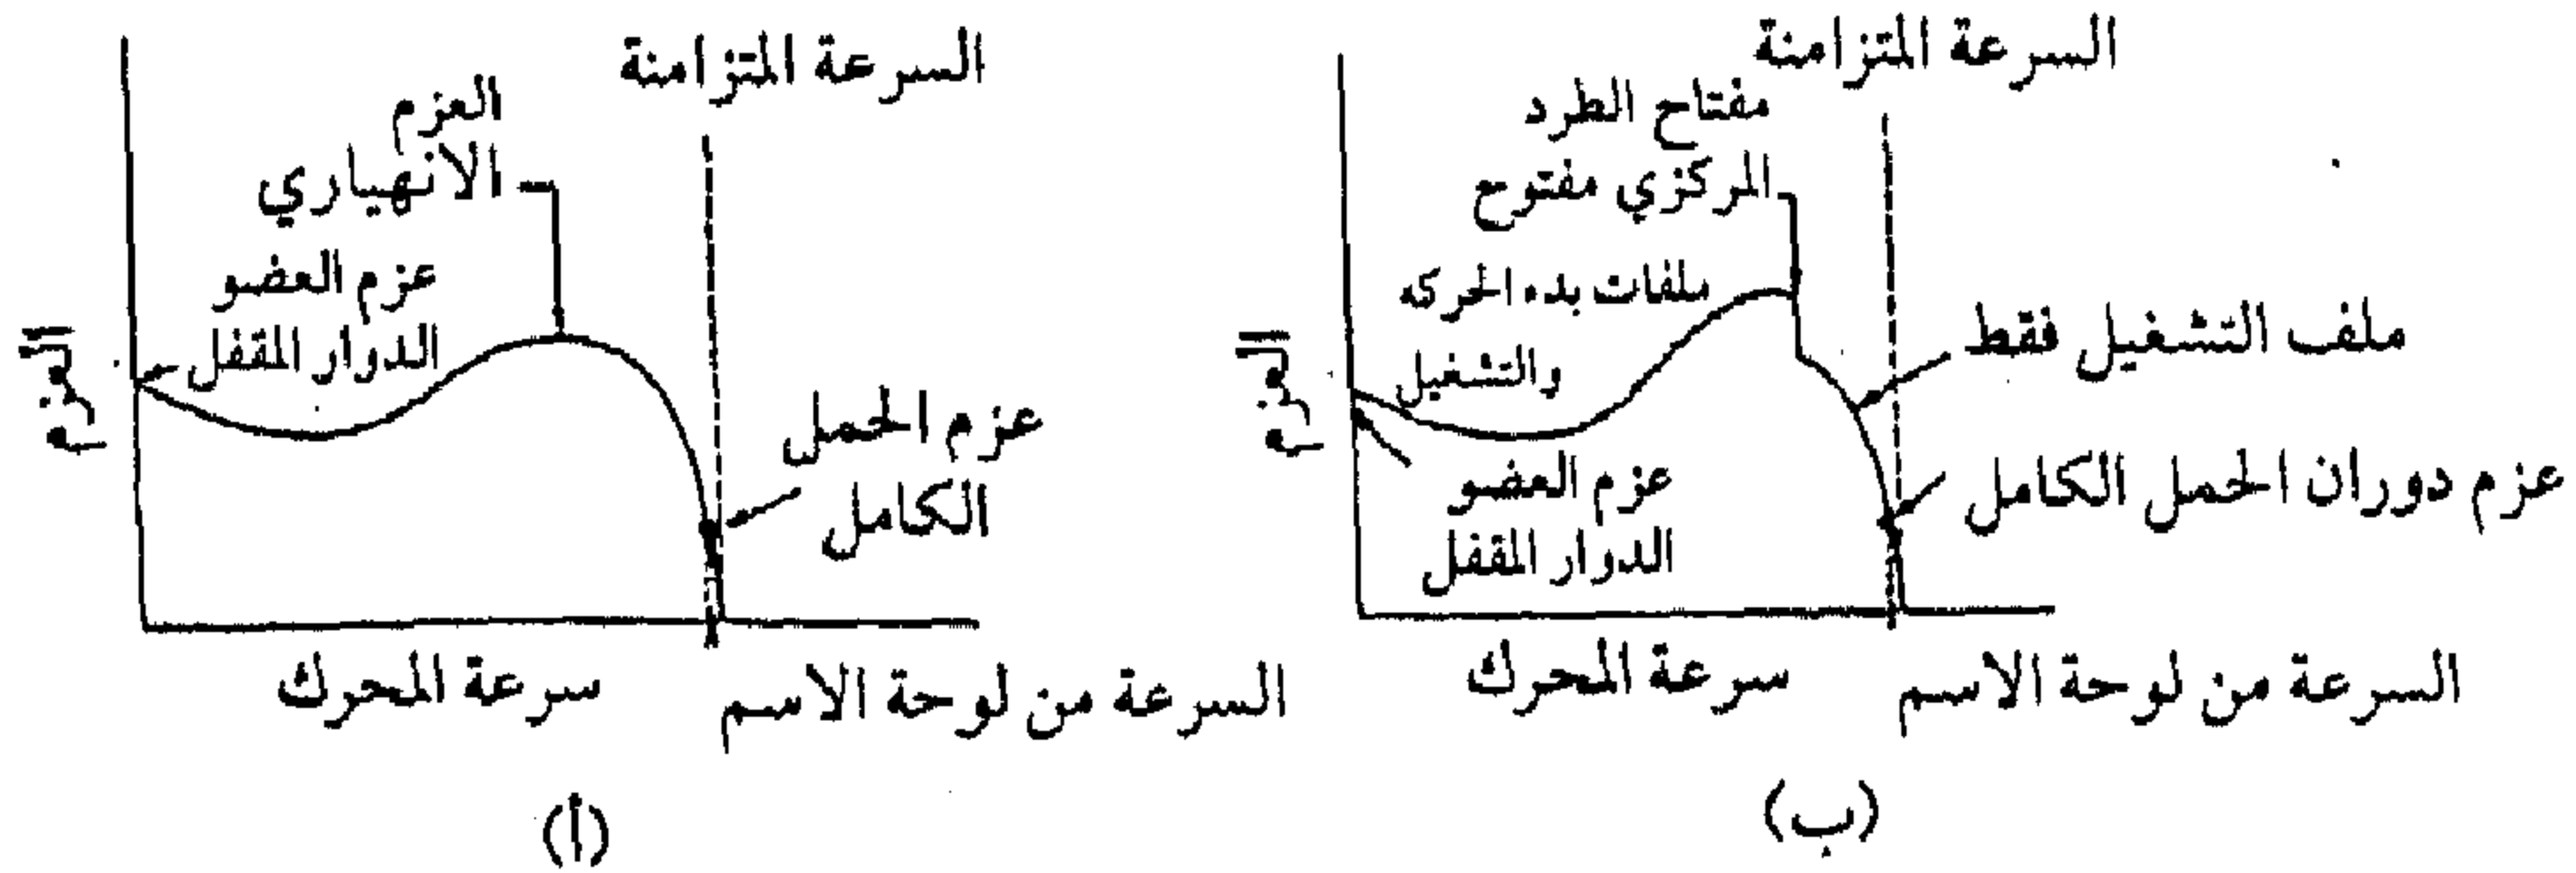 السرعة المتزامنة
العزم
الانهياري
عزم العضو
الدوار المقفل
العزم
عزم الحمل
الكامل
سرعة المحرك
السرعة من لوحة الاسم
(أ)
السرعة المتزامنة
مفتاح الطرد
المركزي مفتوح
ملفات بدء الحركه
والتشغيل
العزم
ملف التشغيل فقط
عزم العضو
الدوار المقفل
عزم دوران الحمل الكامل
سرعة المحرك
السرعة من لوحة الاسم
(ب)